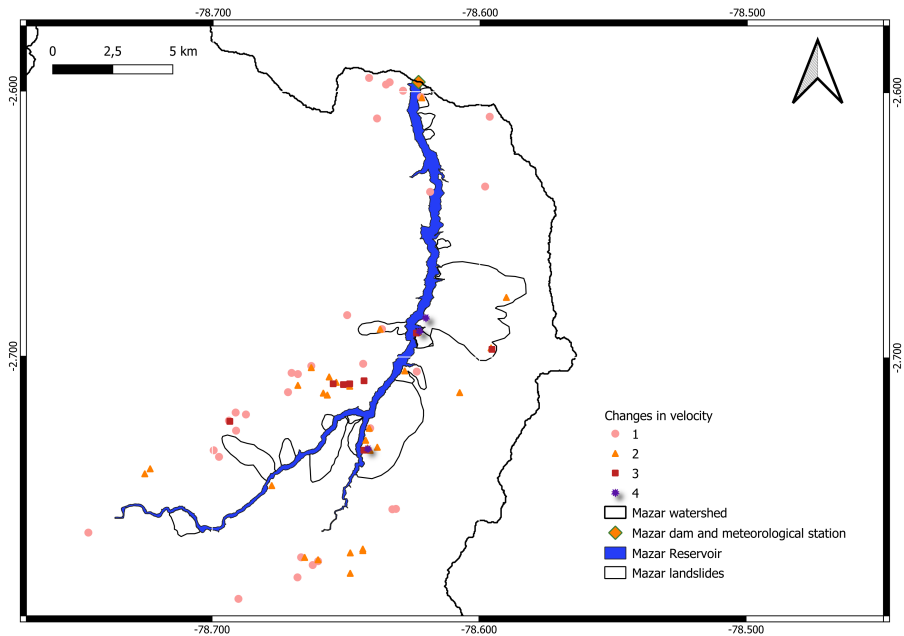 -78.700 -78.600 -78.500
0 2,5 5 km
-2.600 -2.600
-2.700 -2.700
Changes in velocity
1
2
3
4
Mazar watershed
Mazar dam and meteorological station
Mazar Reservoir
Mazar landslides
-78.700 -78.600 -78.500